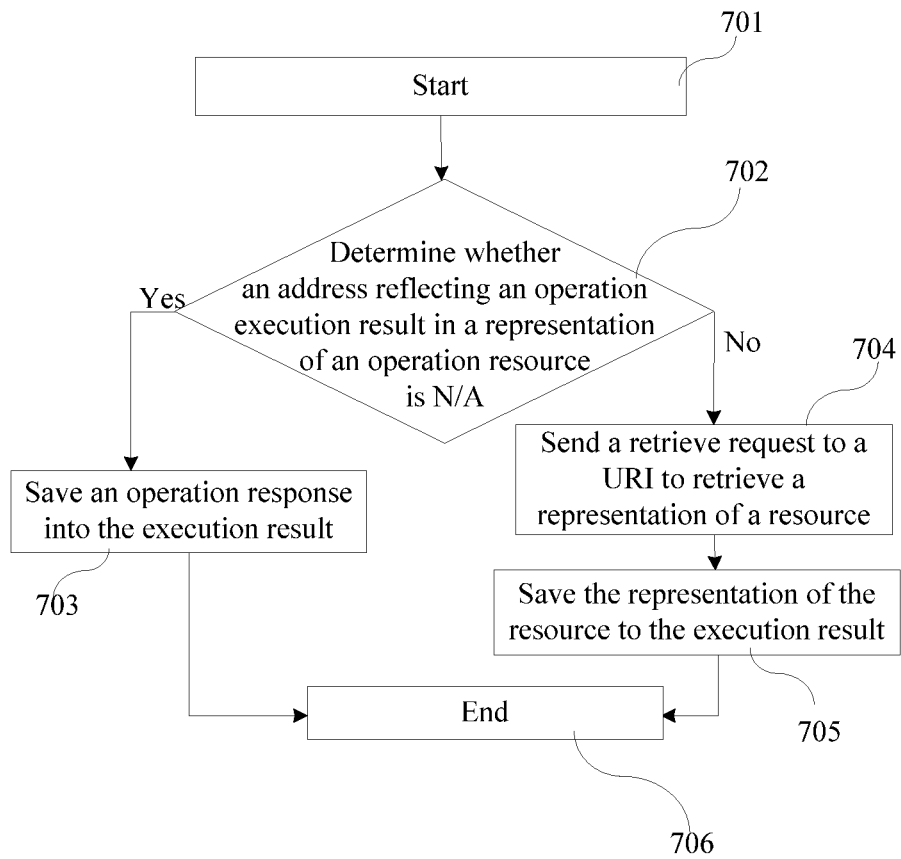 701
Start
702
Determine whether
an address reflecting an operation
execution result in a representation
of an operation resource
is N/A
Yes
No
704
Send a retrieve request to a
URI to retrieve a
representation of a resource
Save an operation response
into the execution result
703
Save the representation of the
resource to the execution result
705
End
706